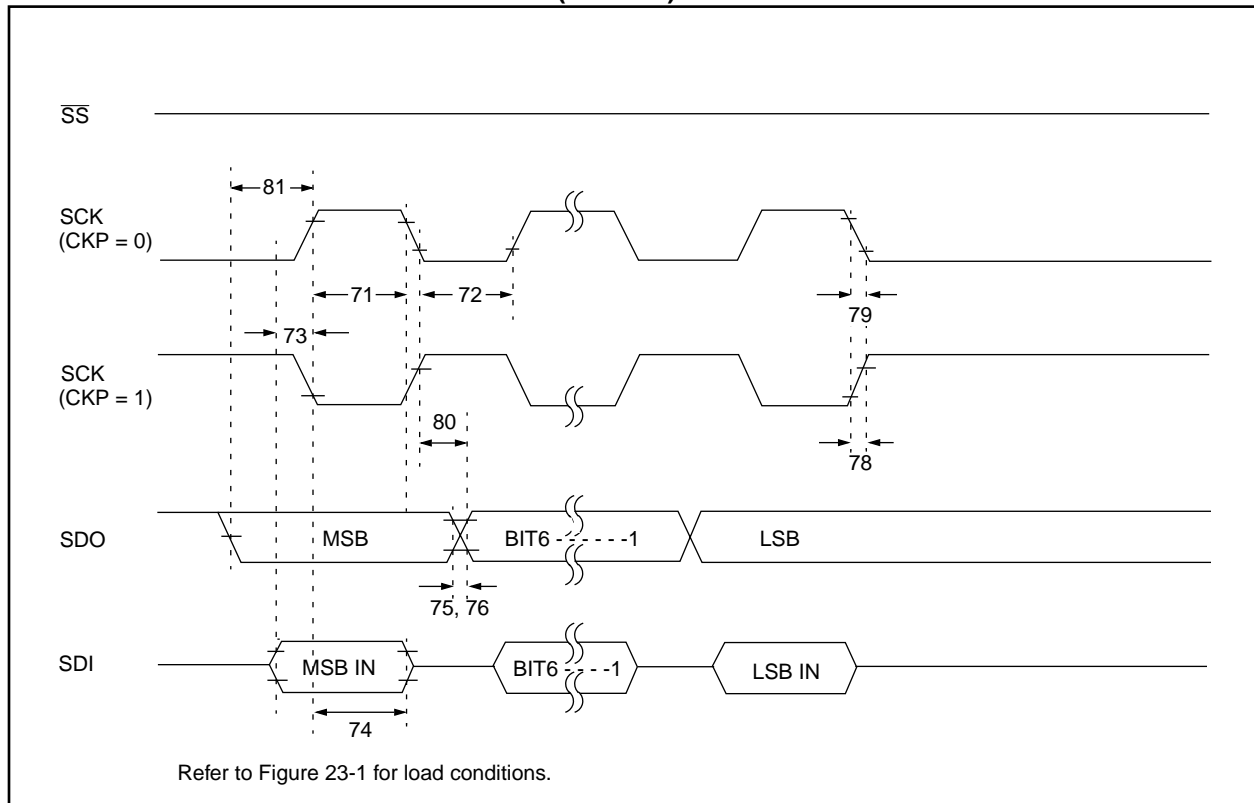 SS
81
SCK
(CKP = 0)
71
72
79
73
SCK
(CKP = 1)
80
78
SDO
MSB
BIT6 - - - - - -1
LSB
75, 76
SDI
MSB IN
BIT6 - - - -1
LSB IN
74
Refer to Figure 23-1 for load conditions.